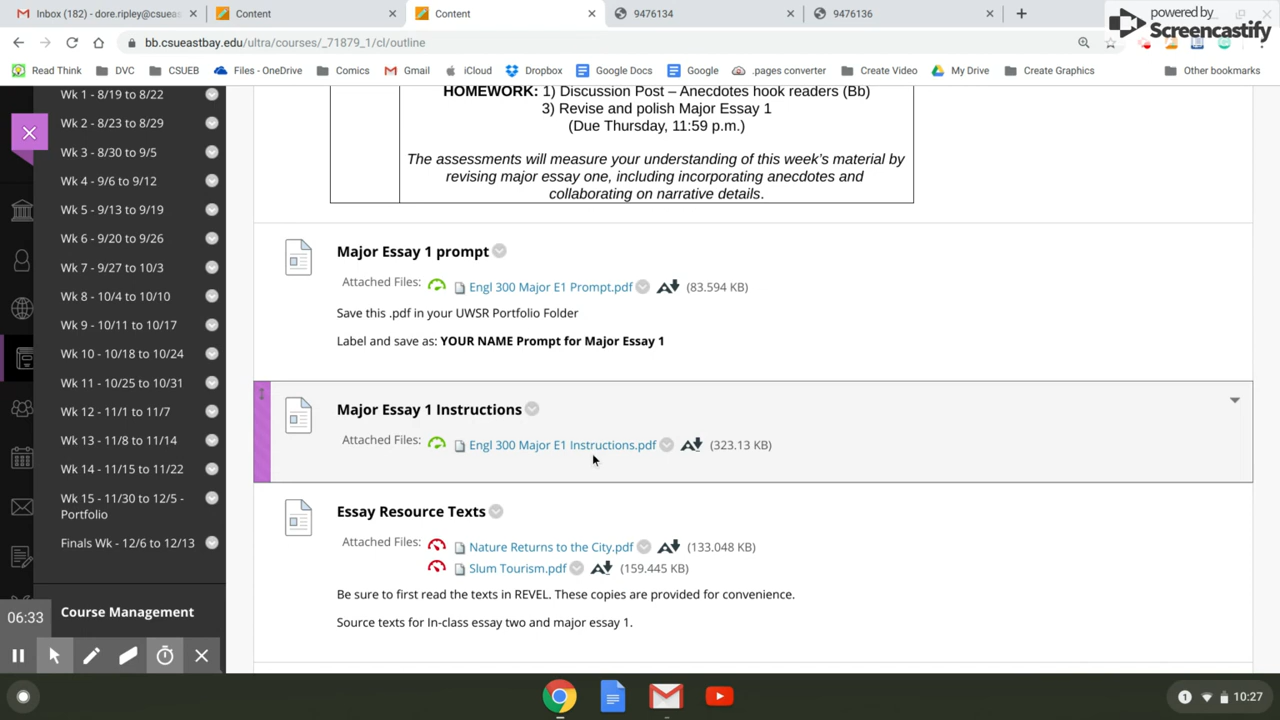 Inbox (182) - dore.ripley@csueas
Content
Content
9476134
9476136
powered by
Screencastify
bb.csueastbay.edu/ultra/courses/_71879_1/cl/outline
Read Think
DVC
CSUEB
Files - OneDrive
Comics
Gmail
iCloud
Dropbox
Google Docs
Google
.pages converter
Create Video
My Drive
Create Graphics
Other bookmarks
Wk 1 - 8/19 to 8/22
Wk 2 - 8/23 to 8/29
Wk 3 - 8/30 to 9/5
Wk 4 - 9/6 to 9/12
Wk 5 - 9/13 to 9/19
Wk 6 - 9/20 to 9/26
Wk 7 - 9/27 to 10/3
Wk 8 - 10/4 to 10/10
Wk 9 - 10/11 to 10/17
Wk 10 - 10/18 to 10/24
Wk 11 - 10/25 to 10/31
Wk 12 - 11/1 to 11/7
Wk 13 - 11/8 to 11/14
Wk 14 - 11/15 to 11/22
Wk 15 - 11/30 to 12/5 -
Portfolio
Finals Wk - 12/6 to 12/13
Course Management
06:33
HOMEWORK: 1) Discussion Post – Anecdotes hook readers (Bb)
3) Revise and polish Major Essay 1
(Due Thursday, 11:59 p.m.)
The assessments will measure your understanding of this week's material by
revising major essay one, including incorporating anecdotes and
collaborating on narrative details.
Major Essay 1 prompt
Attached Files: Engl 300 Major E1 Prompt.pdf (83.594 KB)
Save this .pdf in your UWSR Portfolio Folder
Label and save as: YOUR NAME Prompt for Major Essay 1
Major Essay 1 Instructions
Attached Files: Engl 300 Major E1 Instructions.pdf (323.13 KB)
Essay Resource Texts
Attached Files: Nature Returns to the City.pdf (133.048 KB)
Slum Tourism.pdf (159.445 KB)
Be sure to first read the texts in REVEL. These copies are provided for convenience.
Source texts for In-class essay two and major essay 1.
1
10:27